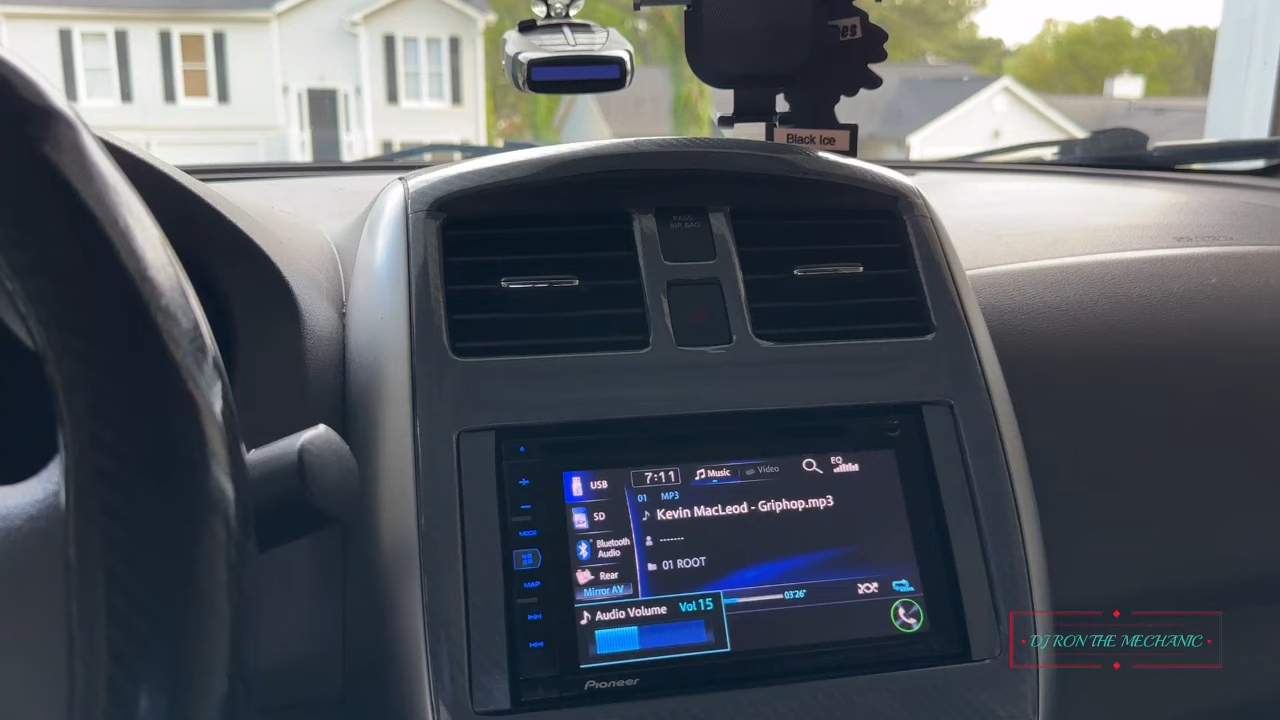 es
Black Ice
PASS
AIR BAG
USB
7:11
Music
Video
EQ
01 MP3
SD
Kevin MacLeod - Griphop.mp3
Bluetooth
Audio
-------
Rear
01 ROOT
Mirror AV
03'26"
Audio Volume Vol 15
MODE
MAP
Pioneer
DJ RON THE MECHANIC